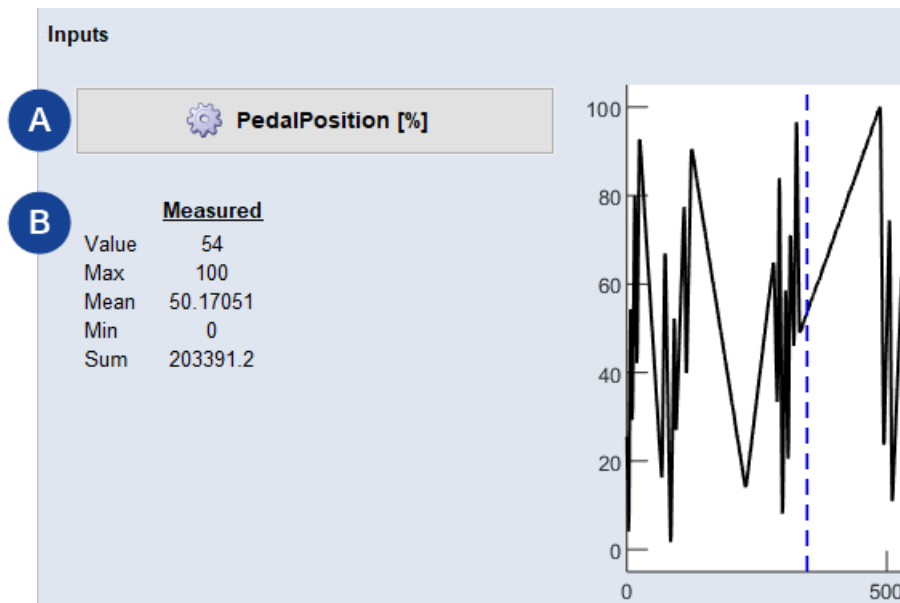 Inputs
A
PedalPosition [%]
B
Measured
Value 54
Max 100
Mean 50.17051
Min 0
Sum 203391.2
100
80
60
40
20
0
0 500